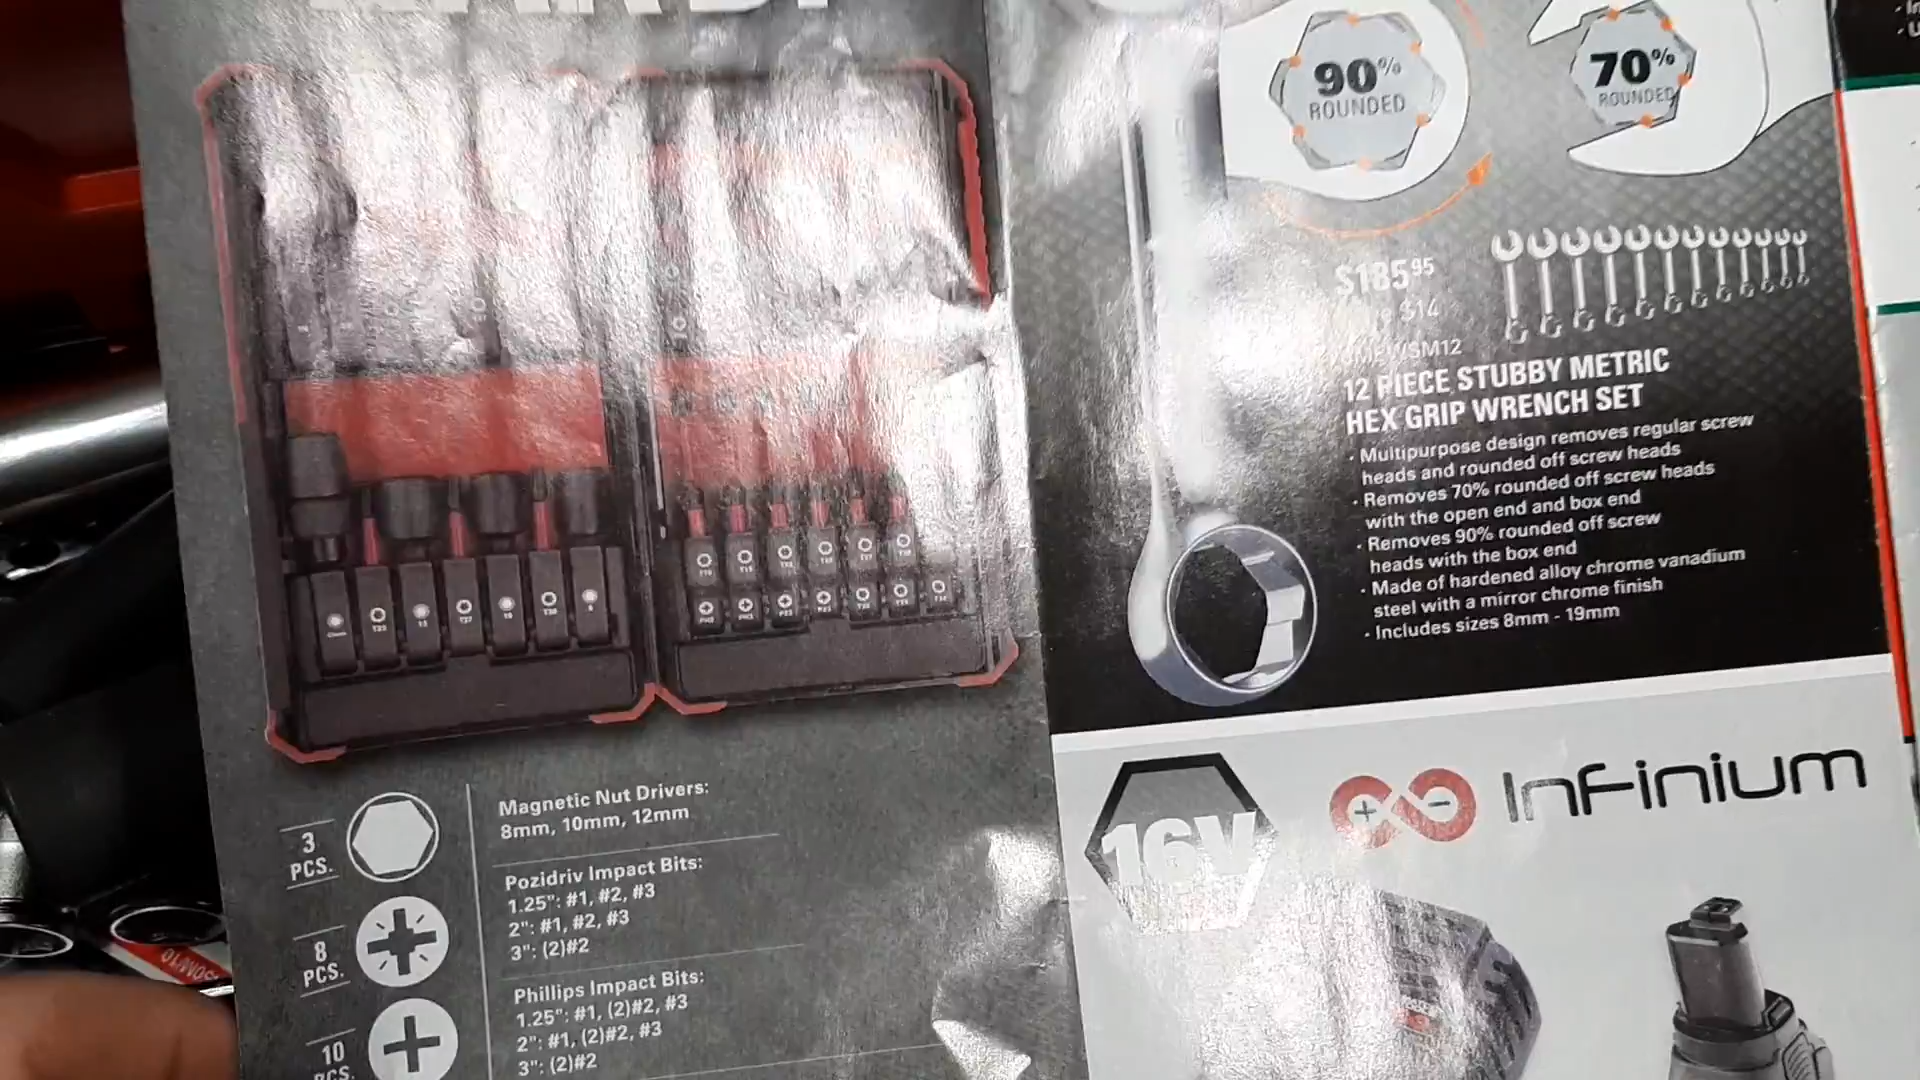 90%
ROUNDED
70%
ROUNDED
$185.95
$14
12 PIECE STUBBY METRIC
HEX GRIP WRENCH SET
· Multipurpose design removes regular screw
heads and rounded off screw heads
· Removes 70% rounded off screw heads
with the open end and box end
· Removes 90% rounded off screw
heads with the box end
· Made of hardened alloy chrome vanadium
steel with a mirror chrome finish
· Includes sizes 8mm - 19mm
3
PCS.
Magnetic Nut Drivers:
8mm, 10mm, 12mm
8
PCS.
Pozidriv Impact Bits:
1.25": #1, #2, #3
2": #1, #2, #3
3": (2)#2
10
PCS.
Phillips Impact Bits:
1.25": #1, (2)#2, #3
2": #1, (2)#2, #3
3": (2)#2
16V
Infinium